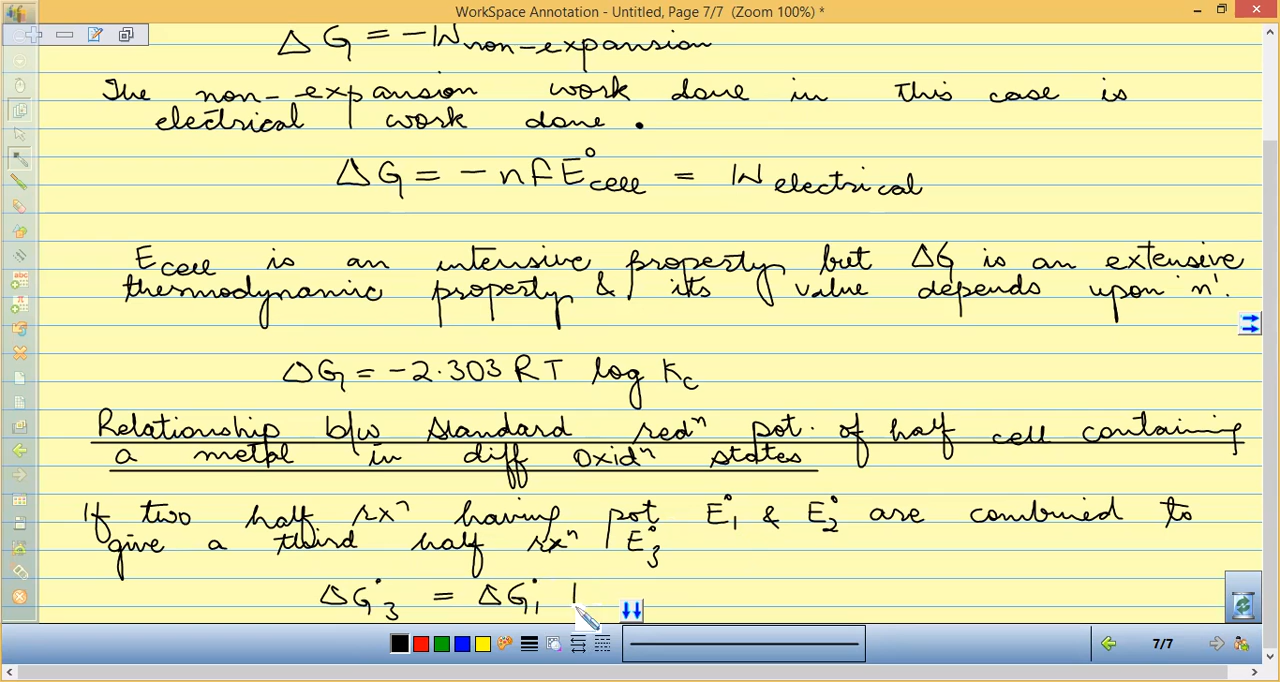 WorkSpace Annotation - Untitled, Page 7/7 (Zoom 100%) *
ΔG = -W non-expansion
The non-expansion work done in this case is
electrical work done.
ΔG = -nFE°cell = W electrical
Ecell is an intensive property but ΔG is an extensive
thermodynamic property & its value depends upon 'n'.
ΔG = -2.303 RT log Kc
Relationship b/w standard redⁿ pot. of half cell containing
a metal in diff oxidⁿ states
If two half rxⁿ having pot E°₁ & E°₂ are combined to
give a third half rxⁿ E°₃
ΔG°₃ = ΔG°₁
7/7